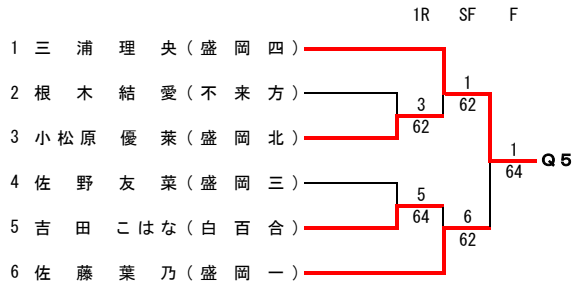 1R SF F
1 三浦理央(盛岡四)
2 根木結愛(不来方)
3 小松原優菜(盛岡北)
4 佐野友菜(盛岡三)
5 吉田こはな(白百合)
6 佐藤葉乃(盛岡一)
1
62
3
62
1
64
Q5
5
64
6
62